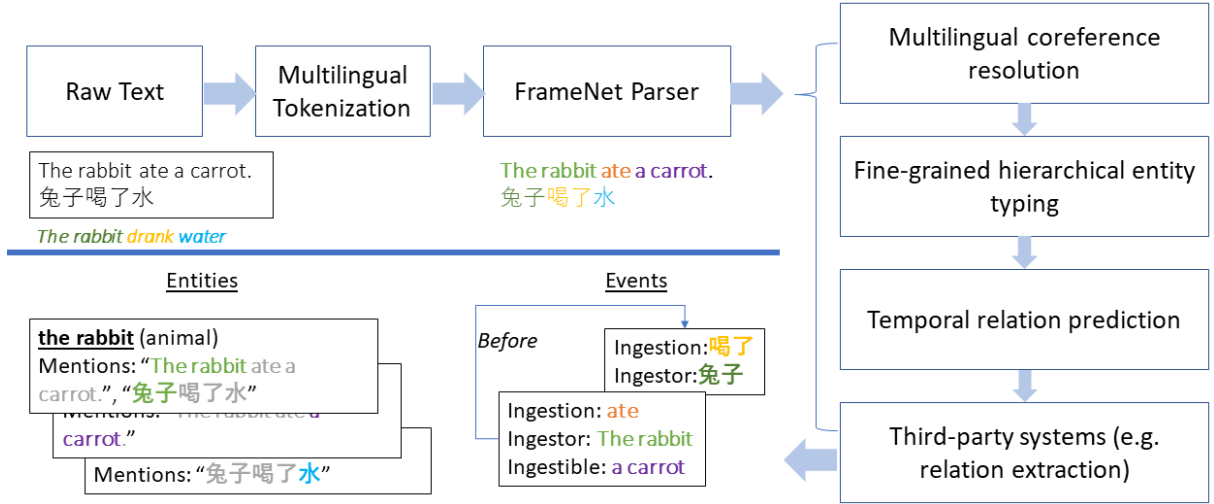 Raw Text
Multilingual
Tokenization
FrameNet Parser
The rabbit ate a carrot.
兔子喝了水
The rabbit drank water
The rabbit ate a carrot.
兔子喝了水
Multilingual coreference
resolution
Fine-grained hierarchical entity
typing
Temporal relation prediction
Third-party systems (e.g.
relation extraction)
Entities
the rabbit (animal)
Mentions: “The rabbit ate a
carrot.”, “兔子喝了水”
Mentions: “The rabbit ate a
carrot.”
Mentions: “兔子喝了水”
Events
Before
Ingestion:喝了
Ingestor:兔子
Ingestion: ate
Ingestor: The rabbit
Ingestible: a carrot